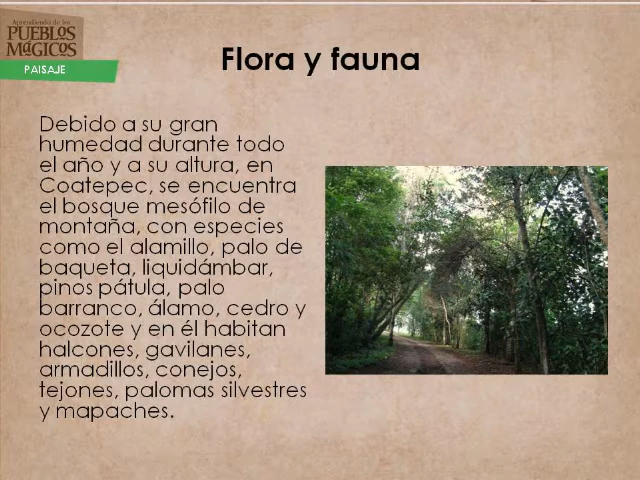 Aprendiendo de los
PUEBLOS
MáGICOS
PAISAJE
Flora y fauna
Debido a su gran
humedad durante todo
el año y a su altura, en
Coatepec, se encuentra
el bosque mesófilo de
montaña, con especies
como el alamillo, palo de
baqueta, liquidámbar,
pinos pátula, palo
barranco, álamo, cedro y
ocozote y en él habitan
halcones, gavilanes,
armadillos, conejos,
tejones, palomas silvestres
y mapaches.